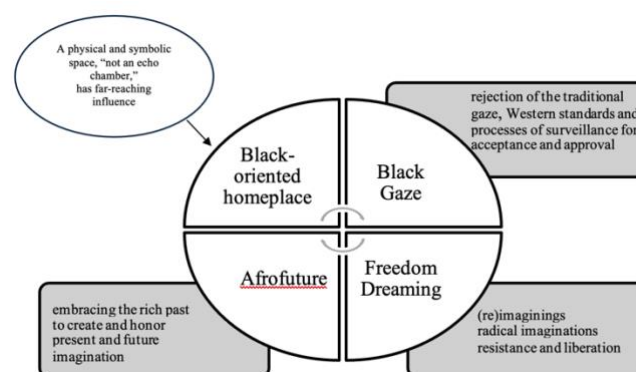 A physical and symbolic
space, “not an echo
chamber,”
has far-reaching
influence
rejection of the traditional
gaze, Western standards and
processes of surveillance for
acceptance and approval
Black-
oriented
homeplace
Black
Gaze
Afrofuture
Freedom
Dreaming
embracing the rich past
to create and honor
present and future
imagination
(re)imaginings
radical imaginations
resistance and liberation